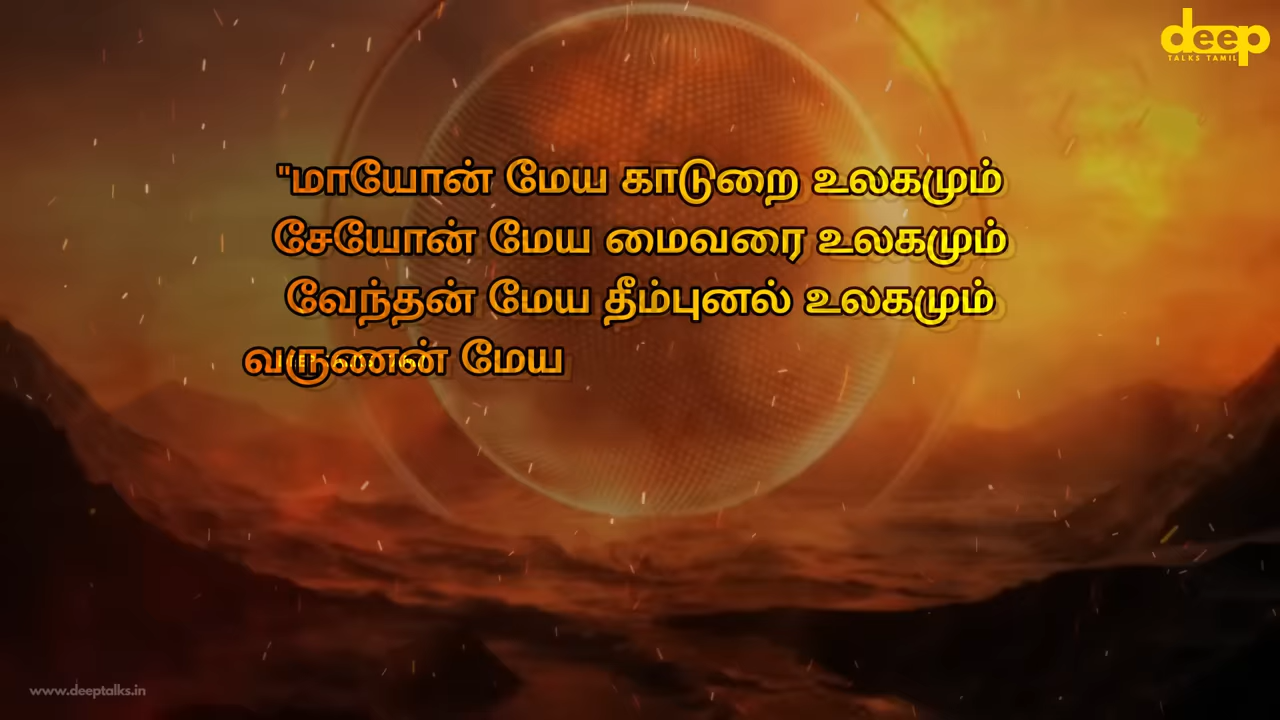 deep
TALKS TAMIL
"மாயோன் மேய காடுறை உலகமும்
சேயோன் மேய மைவரை உலகமும்
வேந்தன் மேய தீம்புனல் உலகமும்
வருணன் மேய
www.deeptalks.in